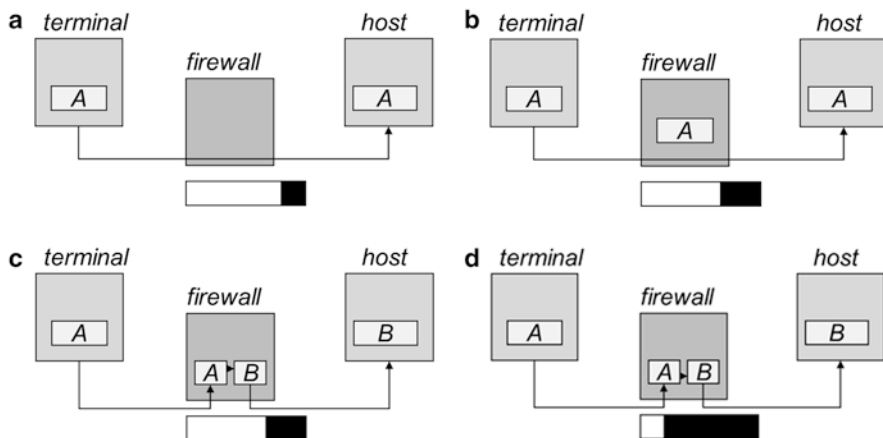 a terminal host
firewall
A A
b terminal host
firewall
A A A
c terminal host
firewall
A A B B
d terminal host
firewall
A A B B